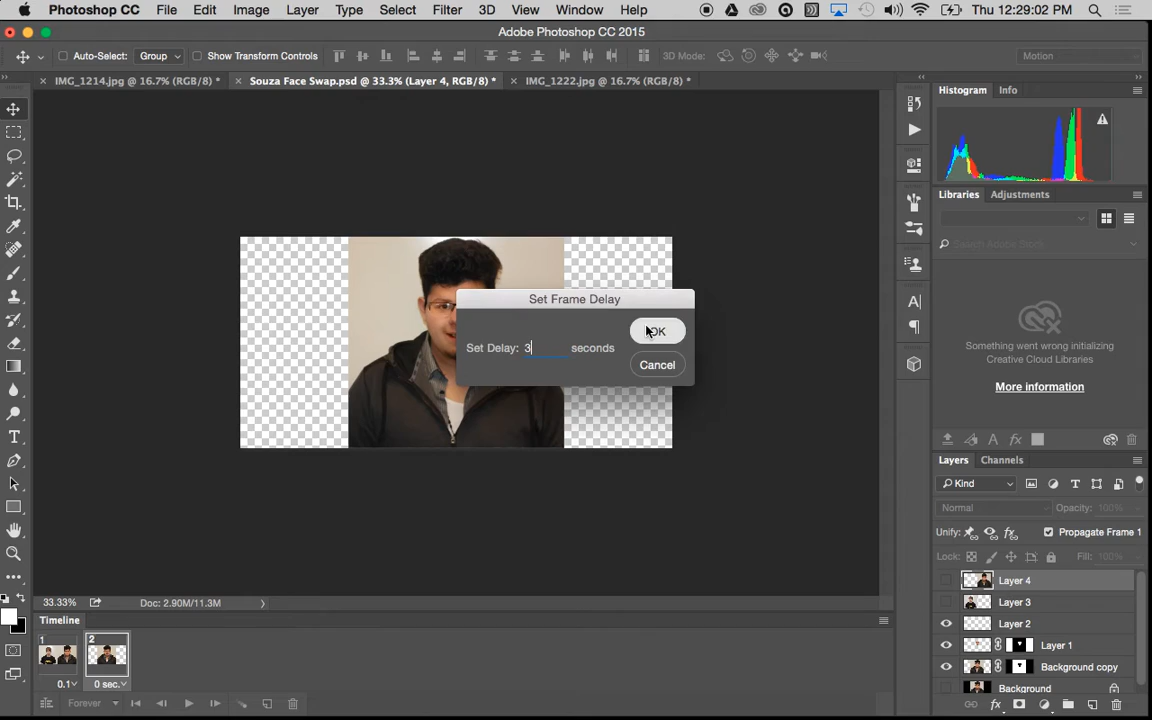 Photoshop CC File Edit Image Layer Type Select Filter 3D View Window Help Thu 12:29:02 PM
Adobe Photoshop CC 2015
Auto-Select: Group Show Transform Controls 3D Mode: Motion
IMG_1214.jpg @ 16.7% (RGB/8) * Souza Face Swap.psd @ 33.3% (Layer 4, RGB/8) * IMG_1222.jpg @ 16.7% (RGB/8) *
Histogram Info
Libraries Adjustments
Search Adobe Stock
Something went wrong initializing
Creative Cloud Libraries
More information
Set Frame Delay
Set Delay: 3 seconds
OK
Cancel
Layers Channels
Kind
Normal Opacity: 100%
Unify: Propagate Frame 1
Lock: Fill: 100%
Layer 4
Layer 3
Layer 2
Layer 1
Background copy
Background
33.33% Doc: 2.90M/11.3M
Timeline
1 2
0.1 0 sec.
Forever